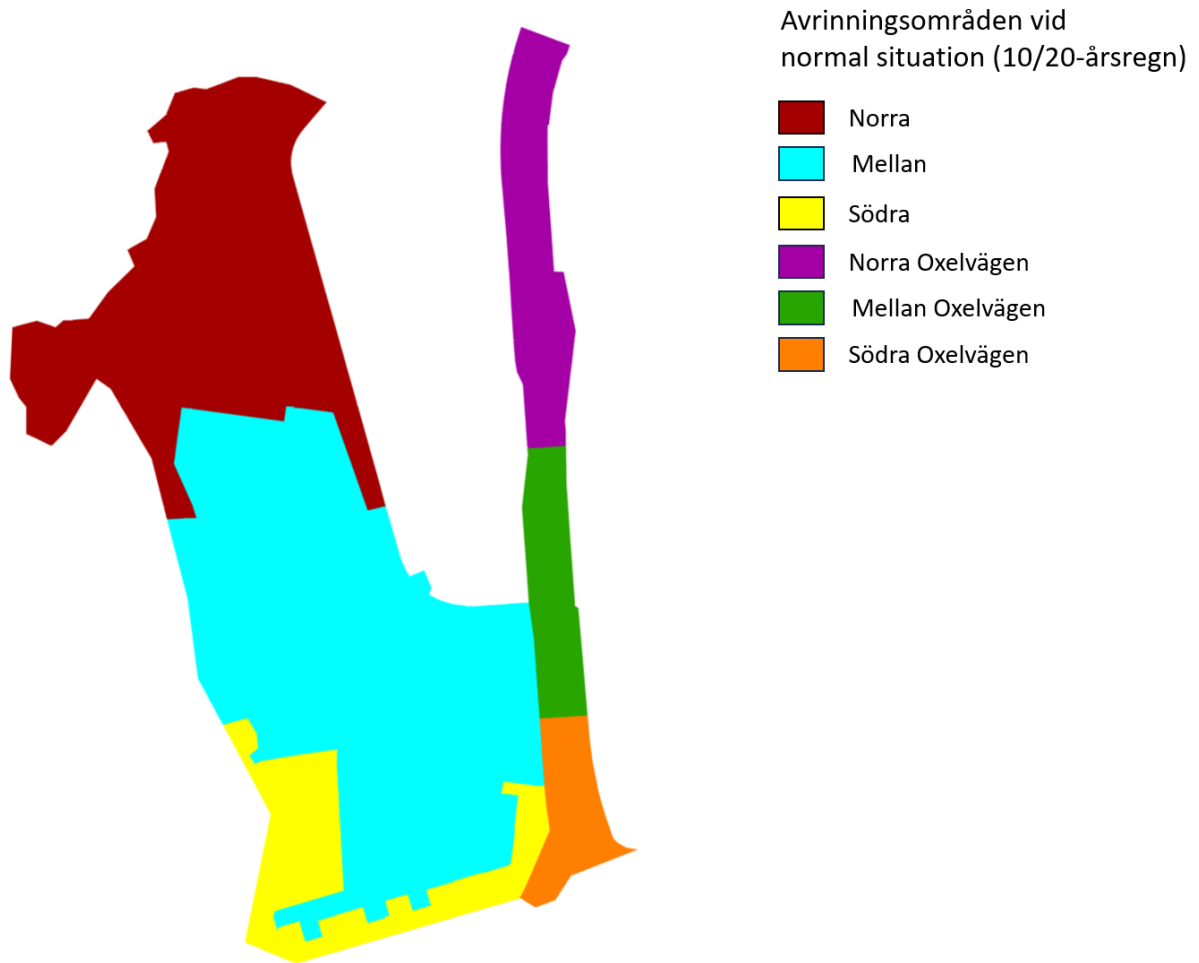 Avrinningsområden vid
normal situation (10/20-årsregn)
Norra
Mellan
Södra
Norra Oxelvägen
Mellan Oxelvägen
Södra Oxelvägen